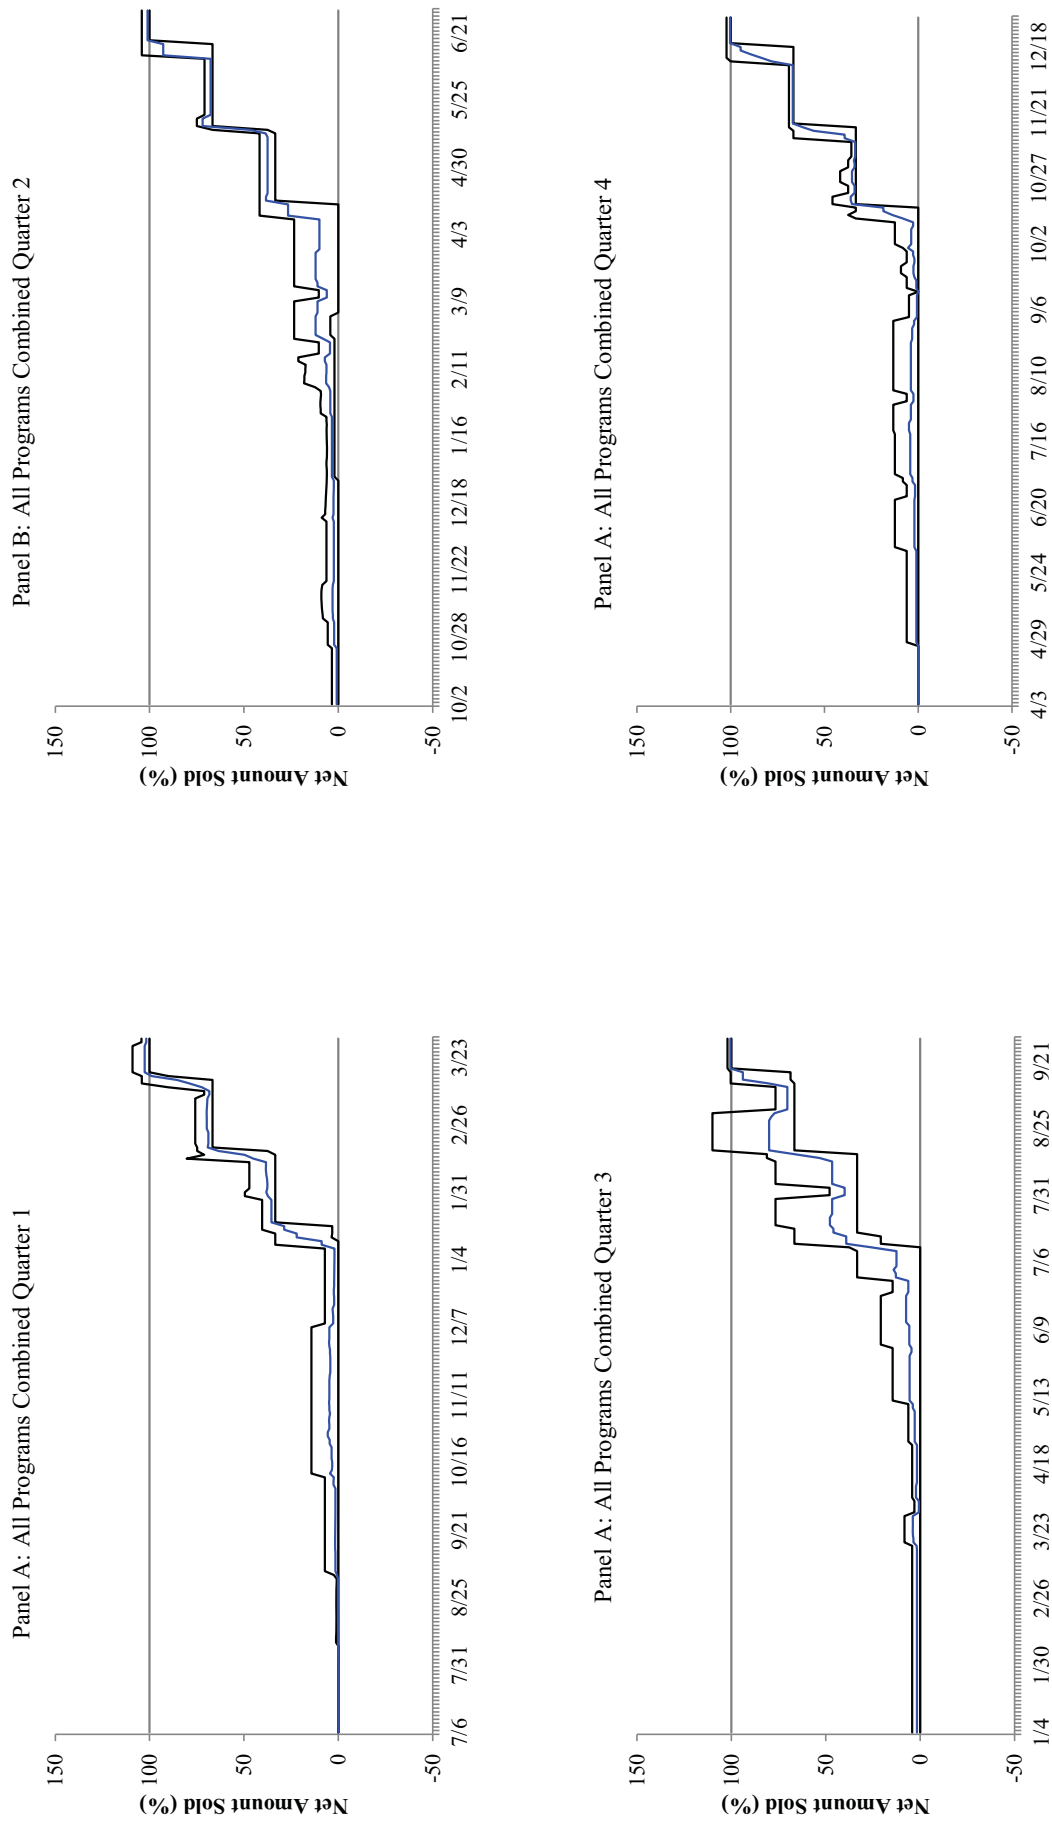 Panel A: All Programs Combined Quarter 1
150
100
50
0
-50
Net Amount Sold (%)
7/6 7/31 8/25 9/21 10/16 11/11 12/7 1/4 1/31 2/26 3/23
Panel B: All Programs Combined Quarter 2
150
100
50
0
-50
Net Amount Sold (%)
10/2 10/28 11/22 12/18 1/16 2/11 3/9 4/3 4/30 5/25 6/21
Panel A: All Programs Combined Quarter 3
150
100
50
0
-50
Net Amount Sold (%)
1/4 1/30 2/26 3/23 4/18 5/13 6/9 7/6 7/31 8/25 9/21
Panel A: All Programs Combined Quarter 4
150
100
50
0
-50
Net Amount Sold (%)
4/3 4/29 5/24 6/20 7/16 8/10 9/6 10/2 10/27 11/21 12/18